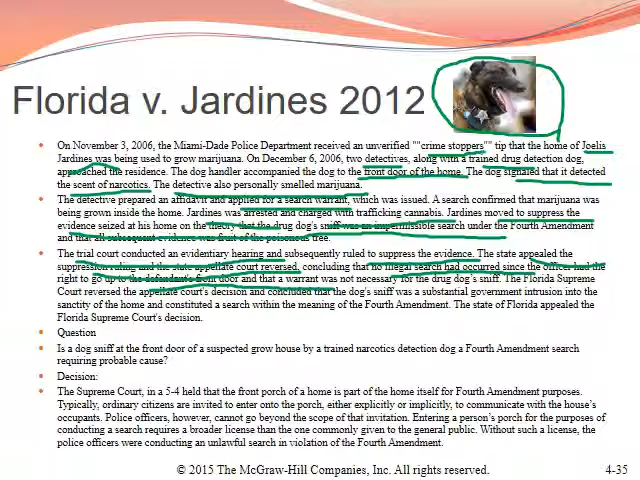 Florida v. Jardines 2012
On November 3, 2006, the Miami-Dade Police Department received an unverified ""crime stoppers"" tip that the home of Joelis
Jardines was being used to grow marijuana. On December 6, 2006, two detectives, along with a trained drug detection dog,
approached the residence. The dog handler accompanied the dog to the front door of the home. The dog signaled that it detected
the scent of narcotics. The detective also personally smelled marijuana.
The detective prepared an affidavit and applied for a search warrant, which was issued. A search confirmed that marijuana was
being grown inside the home. Jardines was arrested and charged with trafficking cannabis. Jardines moved to suppress the
evidence seized at his home on the theory that the drug dog's sniff was an impermissible search under the Fourth Amendment
and that all subsequent evidence was fruit of the poisonous tree.
The trial court conducted an evidentiary hearing and subsequently ruled to suppress the evidence. The state appealed the
suppression ruling and the state appellate court reversed, concluding that no illegal search had occurred since the officer had the
right to go up to the defendant's front door and that a warrant was not necessary for the drug dog's sniff. The Florida Supreme
Court reversed the appellate court's decision and concluded that the dog's sniff was a substantial government intrusion into the
sanctity of the home and constituted a search within the meaning of the Fourth Amendment. The state of Florida appealed the
Florida Supreme Court's decision.
Question
Is a dog sniff at the front door of a suspected grow house by a trained narcotics detection dog a Fourth Amendment search
requiring probable cause?
Decision:
The Supreme Court, in a 5-4 held that the front porch of a home is part of the home itself for Fourth Amendment purposes.
Typically, ordinary citizens are invited to enter onto the porch, either explicitly or implicitly, to communicate with the house's
occupants. Police officers, however, cannot go beyond the scope of that invitation. Entering a person's porch for the purposes of
conducting a search requires a broader license than the one commonly given to the general public. Without such a license, the
police officers were conducting an unlawful search in violation of the Fourth Amendment.
© 2015 The McGraw-Hill Companies, Inc. All rights reserved.
4-35